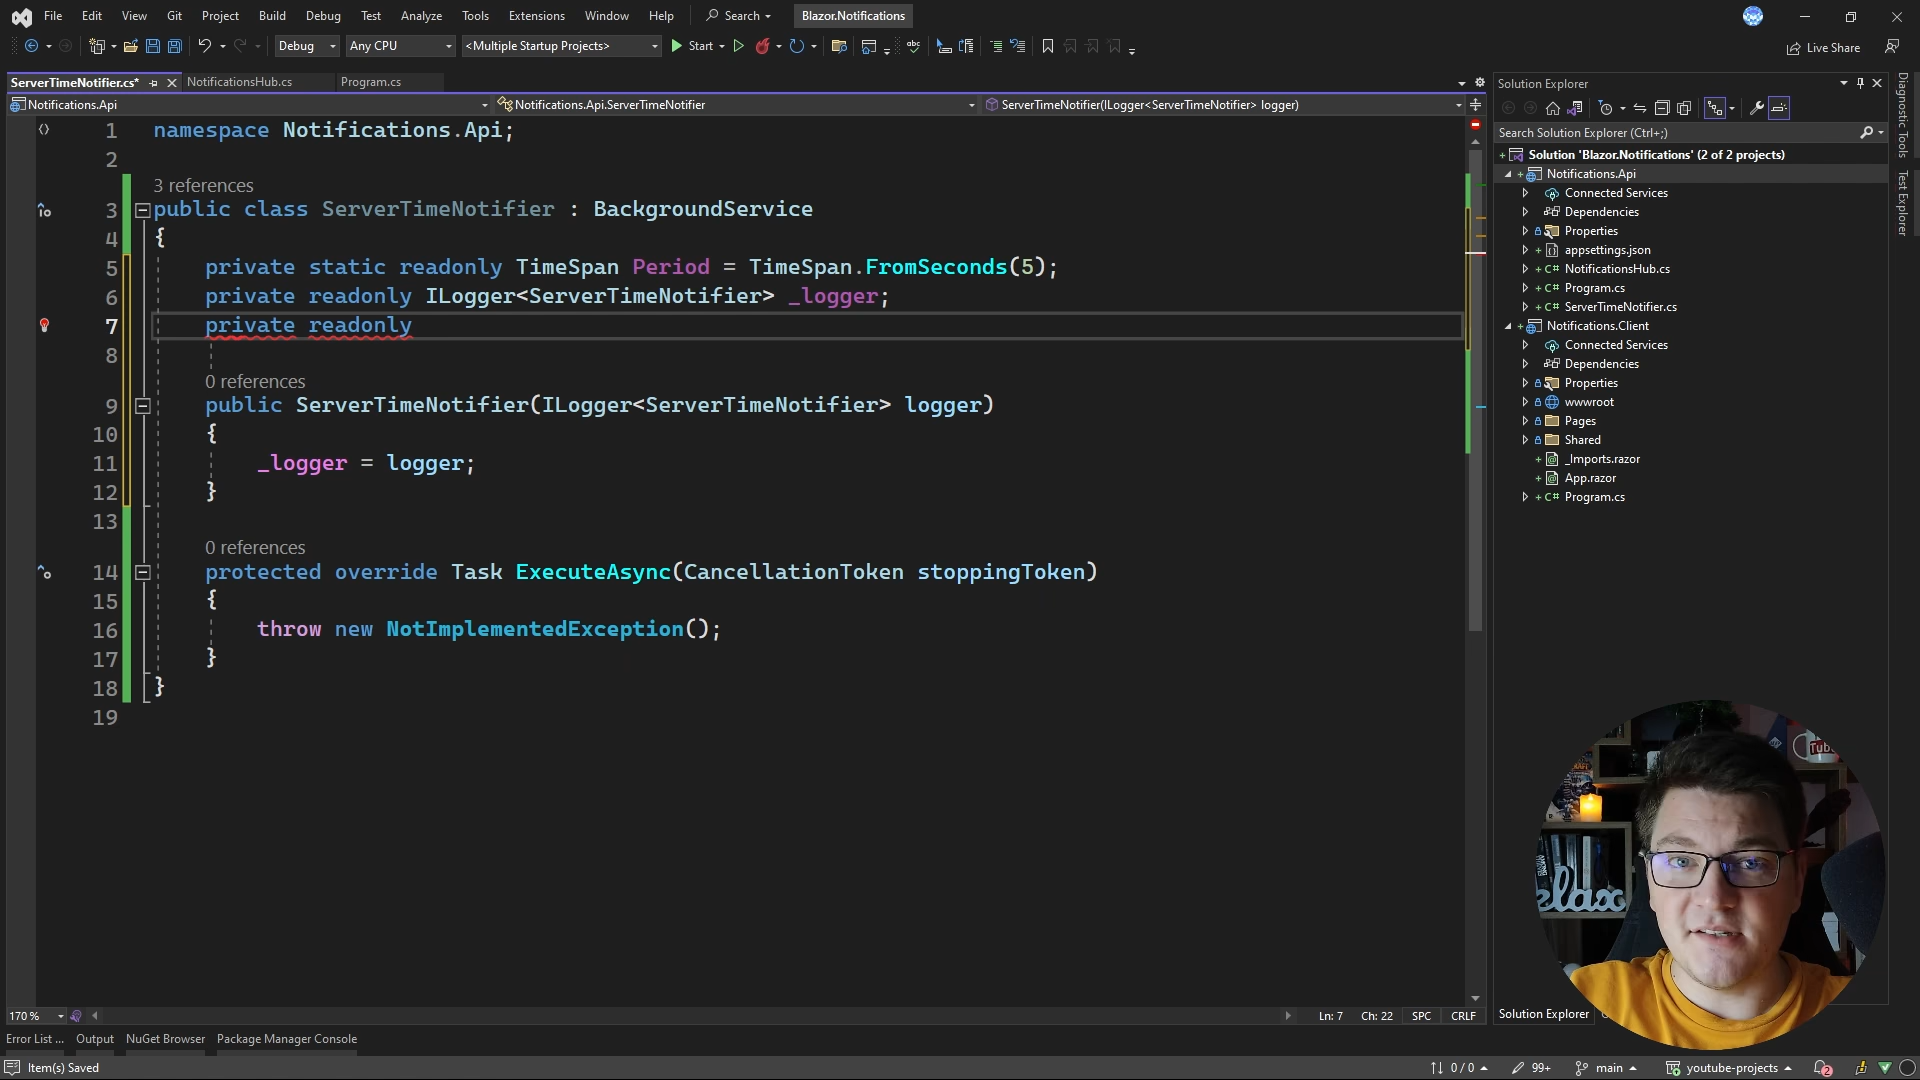 File Edit View Git Project Build Debug Test Analyze Tools Extensions Window Help Search Blazor.Notifications
Debug Any CPU <Multiple Startup Projects> Start Live Share
ServerTimeNotifier.cs* NotificationsHub.cs Program.cs
Notifications.Api Notifications.Api.ServerTimeNotifier ServerTimeNotifier(ILogger<ServerTimeNotifier> logger)
1 namespace Notifications.Api;
2
3 references
3 public class ServerTimeNotifier : BackgroundService
4 {
5 private static readonly TimeSpan Period = TimeSpan.FromSeconds(5);
6 private readonly ILogger<ServerTimeNotifier> _logger;
7 private readonly
8
0 references
9 public ServerTimeNotifier(ILogger<ServerTimeNotifier> logger)
10 {
11 _logger = logger;
12 }
13
0 references
14 protected override Task ExecuteAsync(CancellationToken stoppingToken)
15 {
16 throw new NotImplementedException();
17 }
18 }
19
170 % Ln: 7 Ch: 22 SPC CRLF
Solution Explorer
Search Solution Explorer (Ctrl+;)
Solution 'Blazor.Notifications' (2 of 2 projects)
Notifications.Api
Connected Services
Dependencies
Properties
appsettings.json
C# NotificationsHub.cs
C# Program.cs
C# ServerTimeNotifier.cs
Notifications.Client
Connected Services
Dependencies
Properties
wwwroot
Pages
Shared
_Imports.razor
App.razor
C# Program.cs
Diagnostic Tools
Test Explorer
Tube
elax
Solution Explorer
Error List ... Output NuGet Browser Package Manager Console
Item(s) Saved 0 / 0 99+ main youtube-projects 2